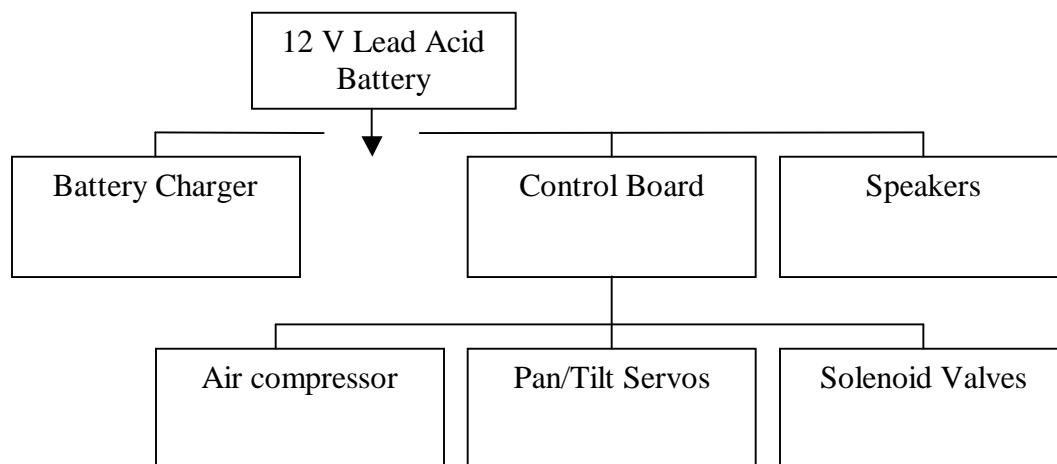 12 V Lead Acid
Battery
Battery Charger
Control Board
Speakers
Air compressor
Pan/Tilt Servos
Solenoid Valves